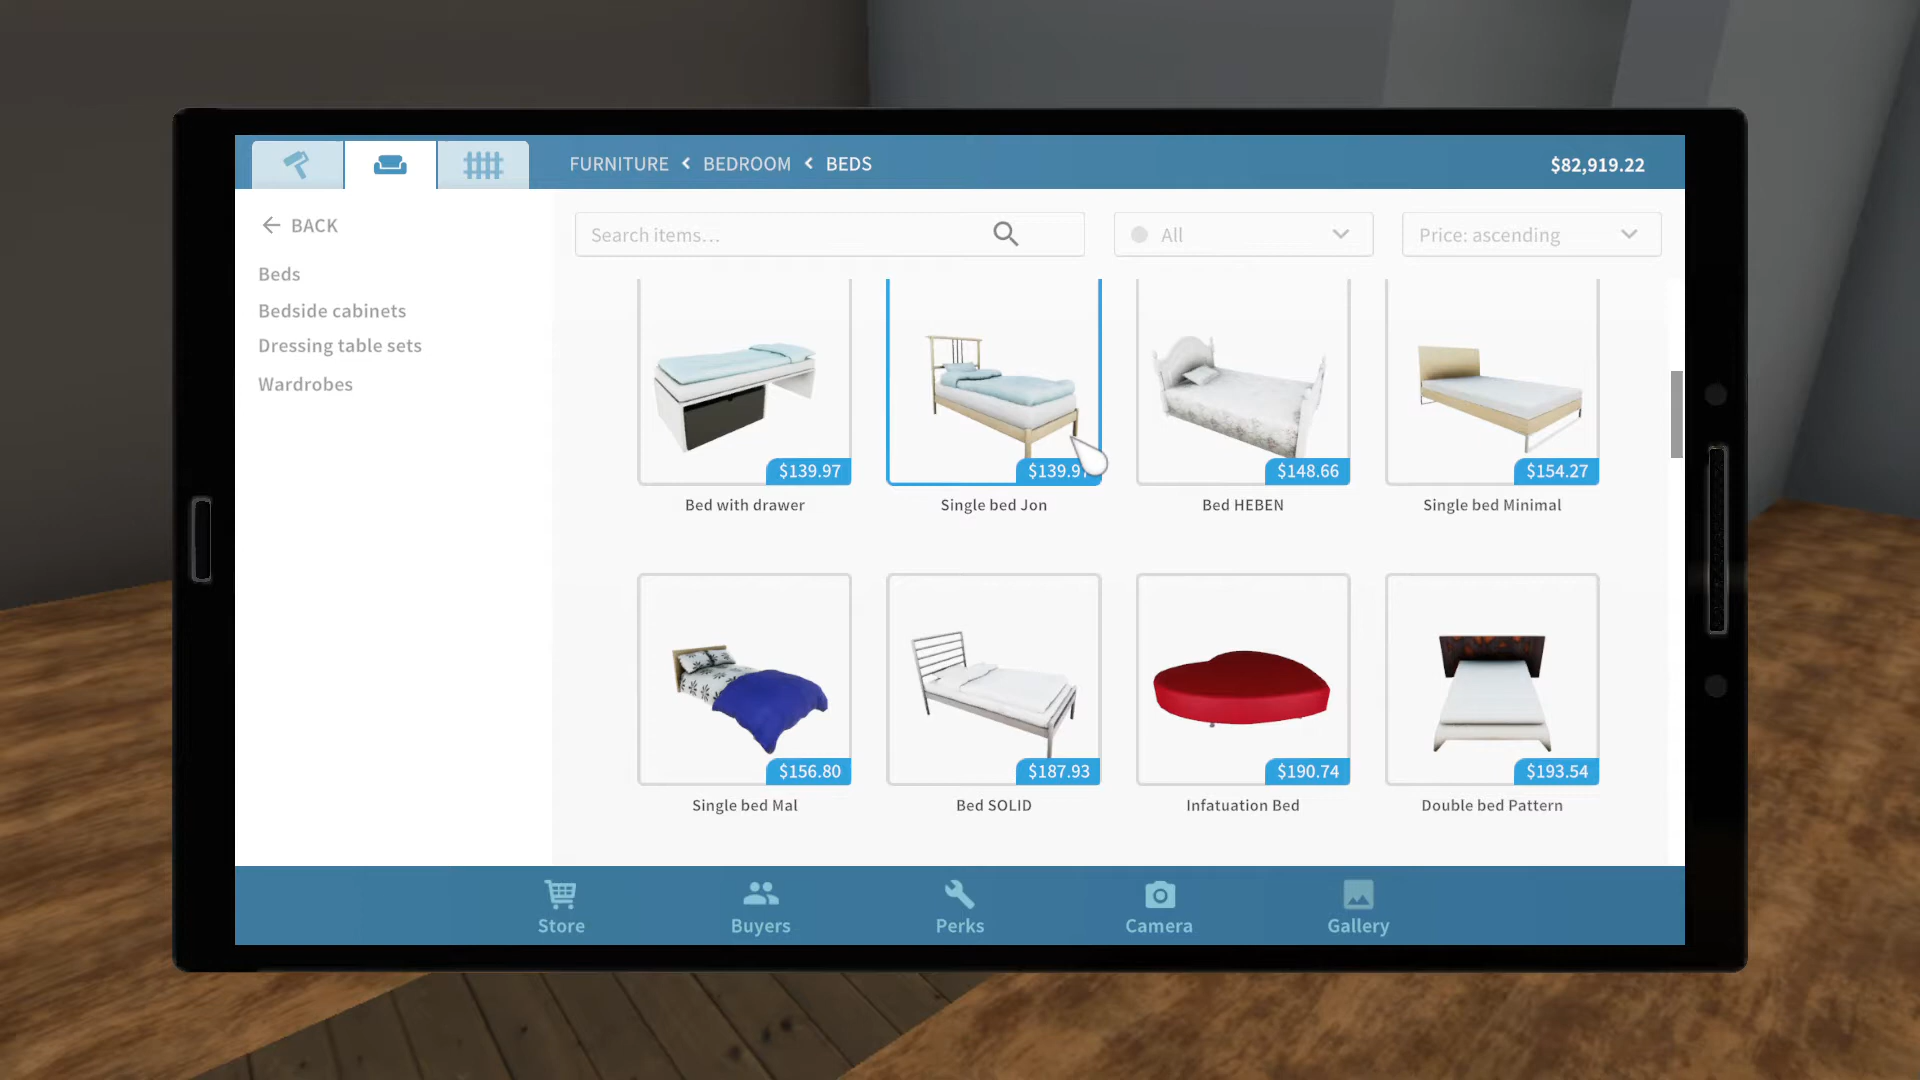 FURNITURE < BEDROOM < BEDS
$82,919.22
BACK
Beds
Bedside cabinets
Dressing table sets
Wardrobes
Search items...
All
Price: ascending
$139.97
$139.97
$148.66
$154.27
Bed with drawer
Single bed Jon
Bed HEBEN
Single bed Minimal
$156.80
$187.93
$190.74
$193.54
Single bed Mal
Bed SOLID
Infatuation Bed
Double bed Pattern
Store
Buyers
Perks
Camera
Gallery